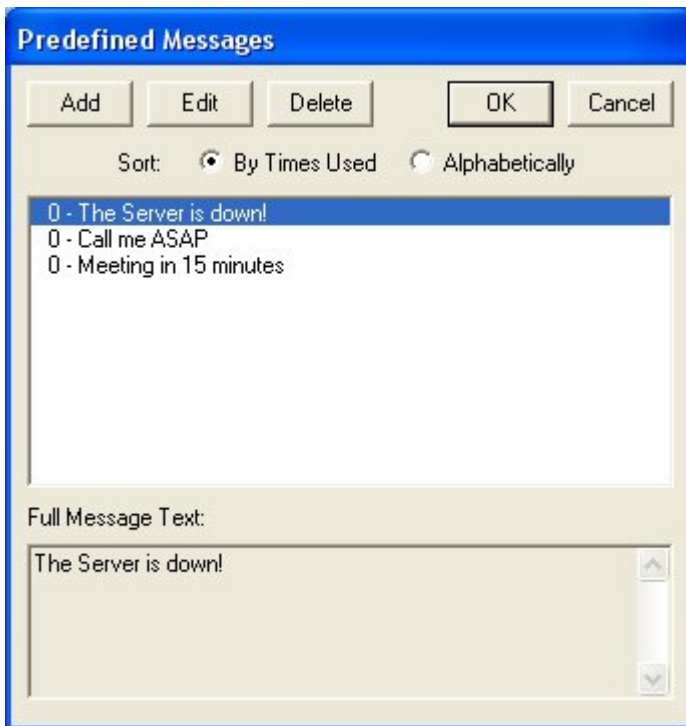 Predefined Messages
Add Edit Delete OK Cancel
Sort: By Times Used Alphabetically
0 - The Server is down!
0 - Call me ASAP
0 - Meeting in 15 minutes
Full Message Text:
The Server is down!